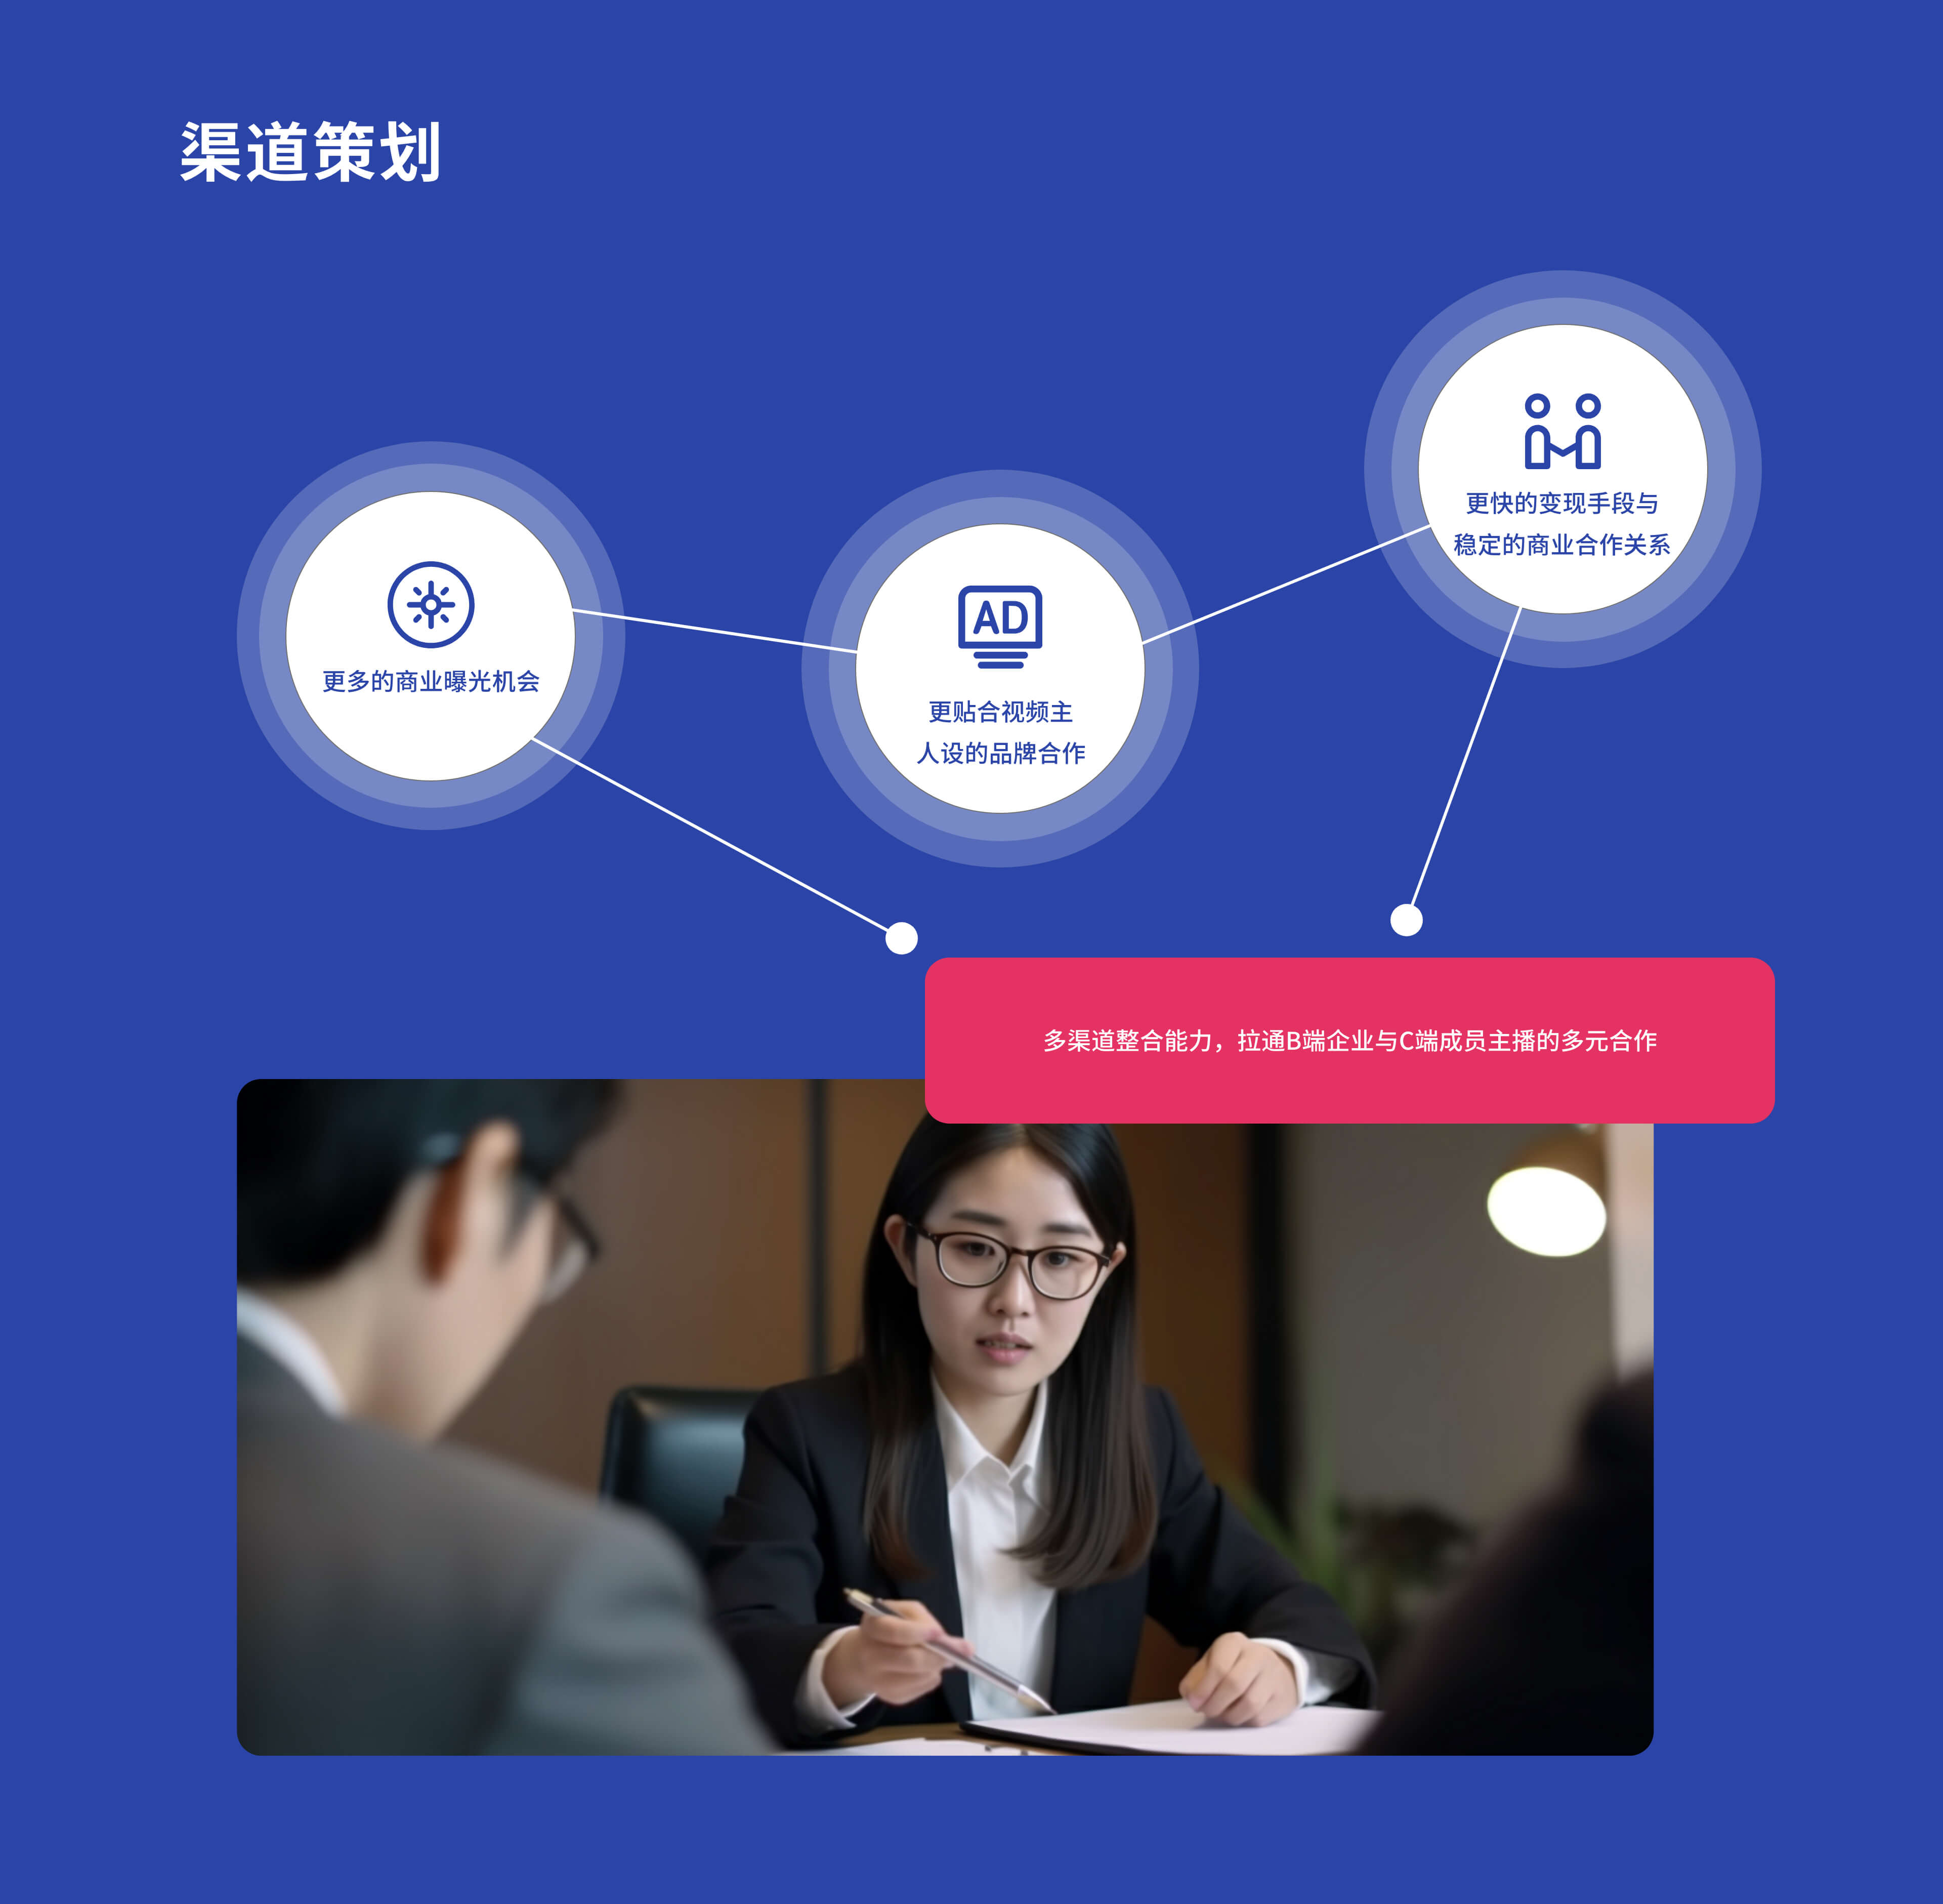 渠道策划
更快的变现手段与
稳定的商业合作关系
更多的商业曝光机会
AD
更贴合视频主
人设的品牌合作
多渠道整合能力，拉通B端企业与C端成员主播的多元合作